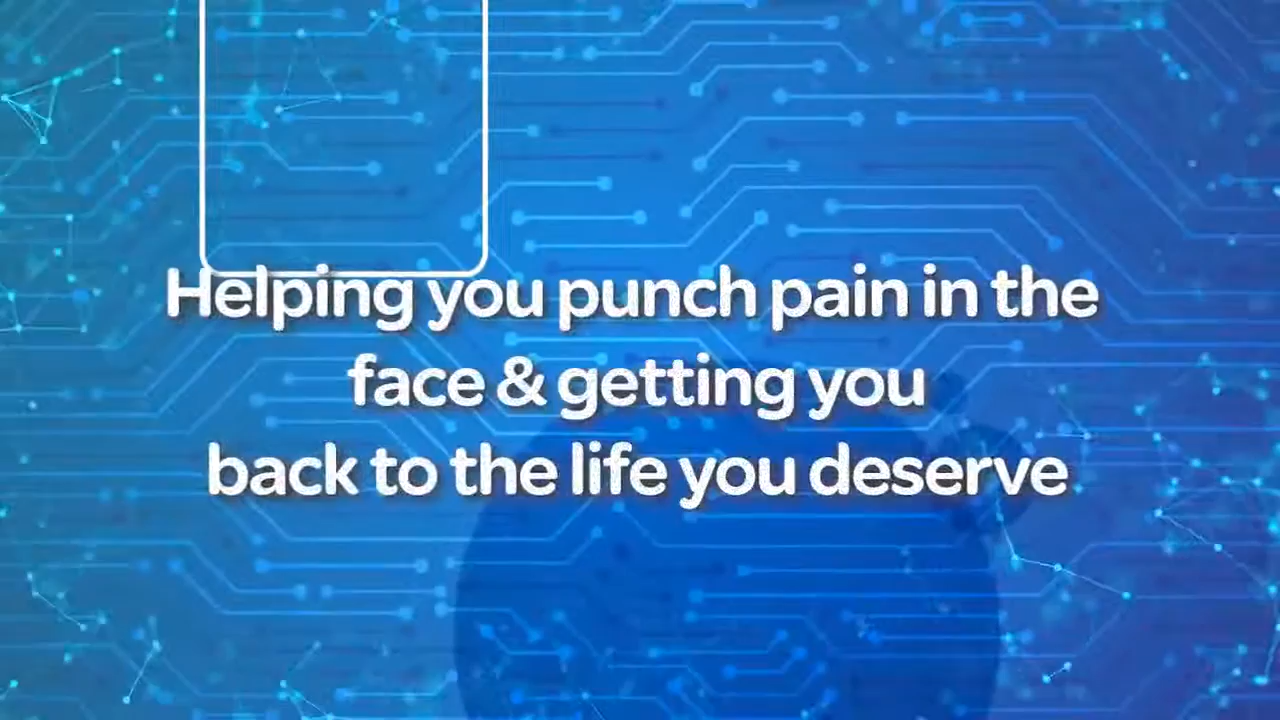 Helping you punch pain in the
face & getting you
back to the life you deserve